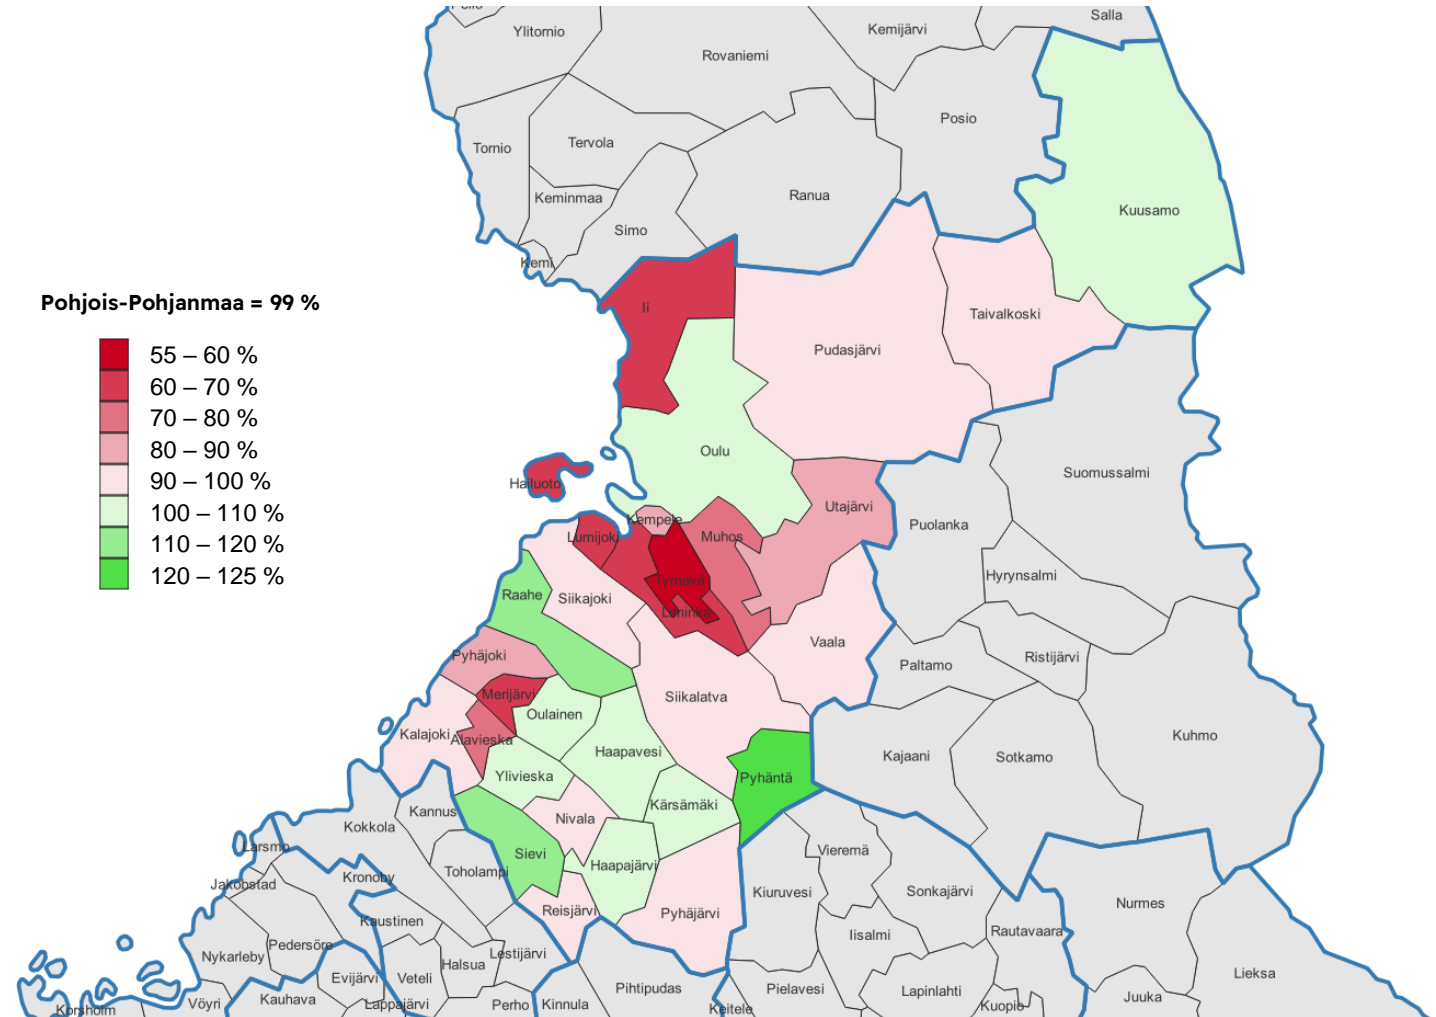 Pello
Salla
Ylitornio
Kemijärvi
Rovaniemi
Posio
Tervola
Tornio
Ranua
Keminmaa
Kuusamo
Simo
Kemi
Pohjois-Pohjanmaa = 99 %
55 – 60 %
60 – 70 %
70 – 80 %
80 – 90 %
90 – 100 %
100 – 110 %
110 – 120 %
120 – 125 %
Ii
Taivalkoski
Pudasjärvi
Oulu
Suomussalmi
Hailuoto
Utajärvi
Kempele
Puolanka
Lumijoki
Muhos
Hyrynsalmi
Tyrnävä
Raahe
Siikajoki
Liminka
Vaala
Pyhäjoki
Ristijärvi
Paltamo
Merijärvi
Siikalatva
Oulainen
Kalajoki
Alavieska
Kuhmo
Haapavesi
Kajaani
Sotkamo
Ylivieska
Pyhäntä
Kärsämäki
Kannus
Nivala
Kokkola
Larsmo
Vieremä
Sievi
Haapajärvi
Toholampi
Kronoby
Jakobstad
Kiuruvesi
Sonkajärvi
Nurmes
Reisjärvi
Pyhäjärvi
Kaustinen
Rautavaara
Iisalmi
Pedersöre
Lestijärvi
Nykarleby
Halsua
Lieksa
Evijärvi
Veteli
Pihtipudas
Pielavesi
Lapinlahti
Juuka
Kauhava
Vöyri
Lappajärvi
Perho
Kinnula
Kuopio
Keitele
Korsholm